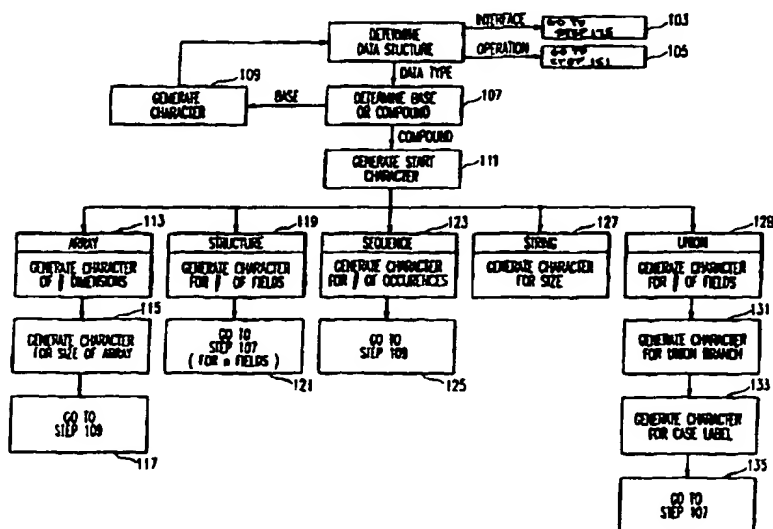 INTERFACE
GO TO
103
DETERMINE
DATA STUCTURE
OPERATION
GO TO
105
DATA TYPE
109
GENERATE
CHARACTER
BASE
DETERMINE BASE
OR COMPOUND
107
COMPOUND
GENERATE START
CHARACTER
111
113
ARRAY
GENERATE CHARACTER
OF # DIMENSIONS
119
STRUCTURE
GENERATE CHARACTER
FOR # OF FIELDS
123
SEQUENCE
GENERATE CHARACTER
FOR # OF OCCURENCES
127
STRING
GENERATE CHARACTER
FOR SIZE
129
UNION
GENERATE CHARACTER
FOR # OF FIELDS
115
GENERATE CHARACTER
FOR SIZE OF ARRAY
GO TO
STEP 107
( FOR n FIELDS )
121
GO TO
STEP 109
125
131
GENERATE CHARACTER
FOR UNION BRANCH
GO TO
STEP 109
117
133
GENERATE CHARACTER
FOR CASE LABEL
135
GO TO
STEP 107